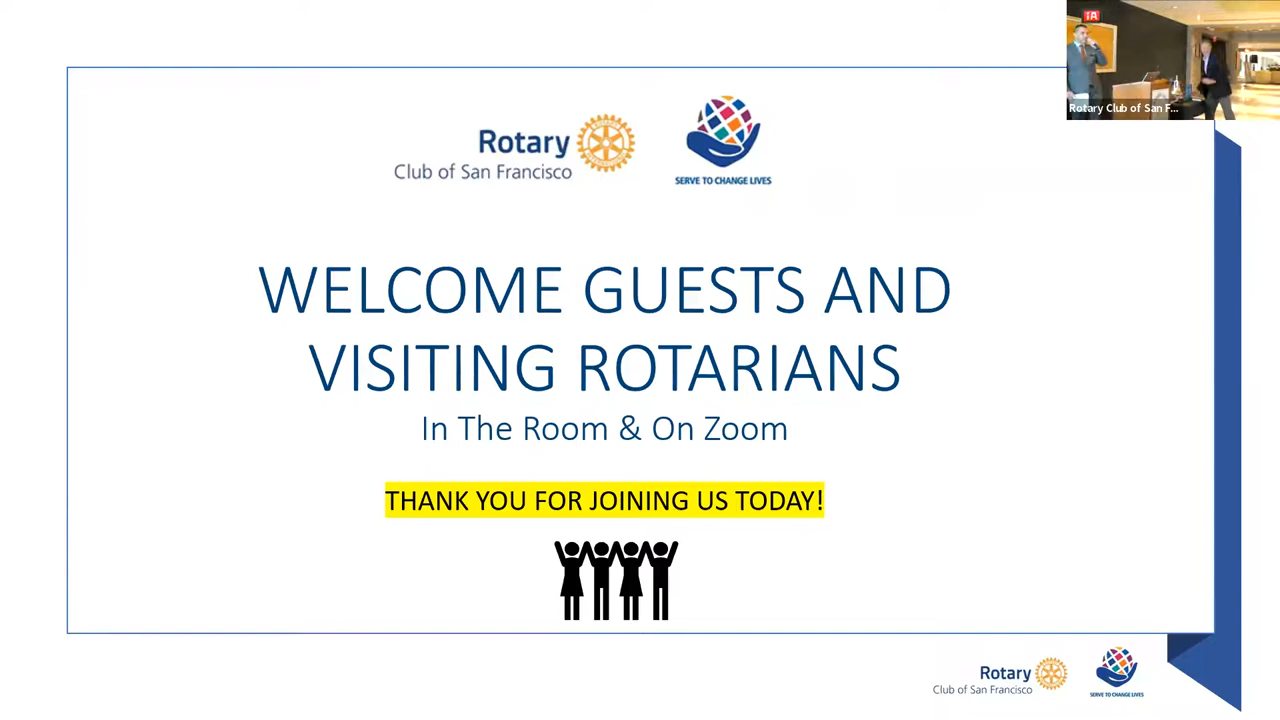 1A
Rotary Club of San F...
Rotary
Club of San Francisco
SERVE TO CHANGE LIVES
WELCOME GUESTS AND
VISITING ROTARIANS
In The Room & On Zoom
THANK YOU FOR JOINING US TODAY!
Rotary
Club of San Francisco
SERVE TO CHANGE LIVES